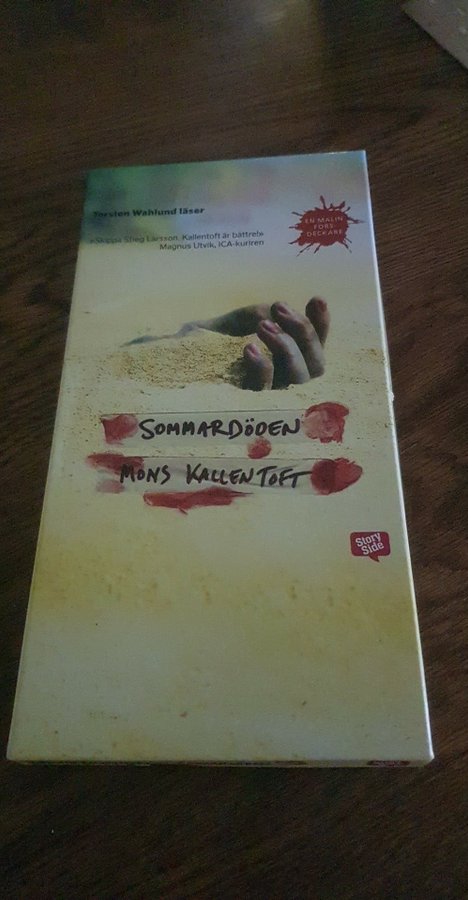 Torsten Wahlund läser
»Skippa Stieg Larsson. Kallentoft är bättre!»
Magnus Utvik, ICA-kuriren
EN MALIN
FORS-
DECKARE
SOMMARDÖDEN
MONS KALLENTOFT
Story
Side